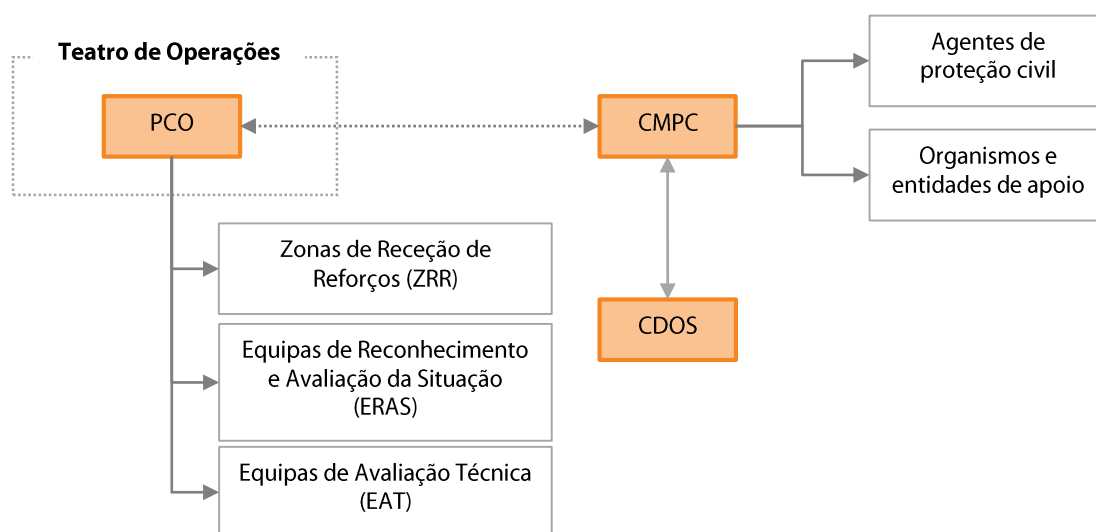 Teatro de Operações
PCO
CMPC
Agentes de
proteção civil
Organismos e
entidades de apoio
Zonas de Receção de
Reforços (ZRR)
CDOS
Equipas de Reconhecimento
e Avaliação da Situação
(ERAS)
Equipas de Avaliação Técnica
(EAT)